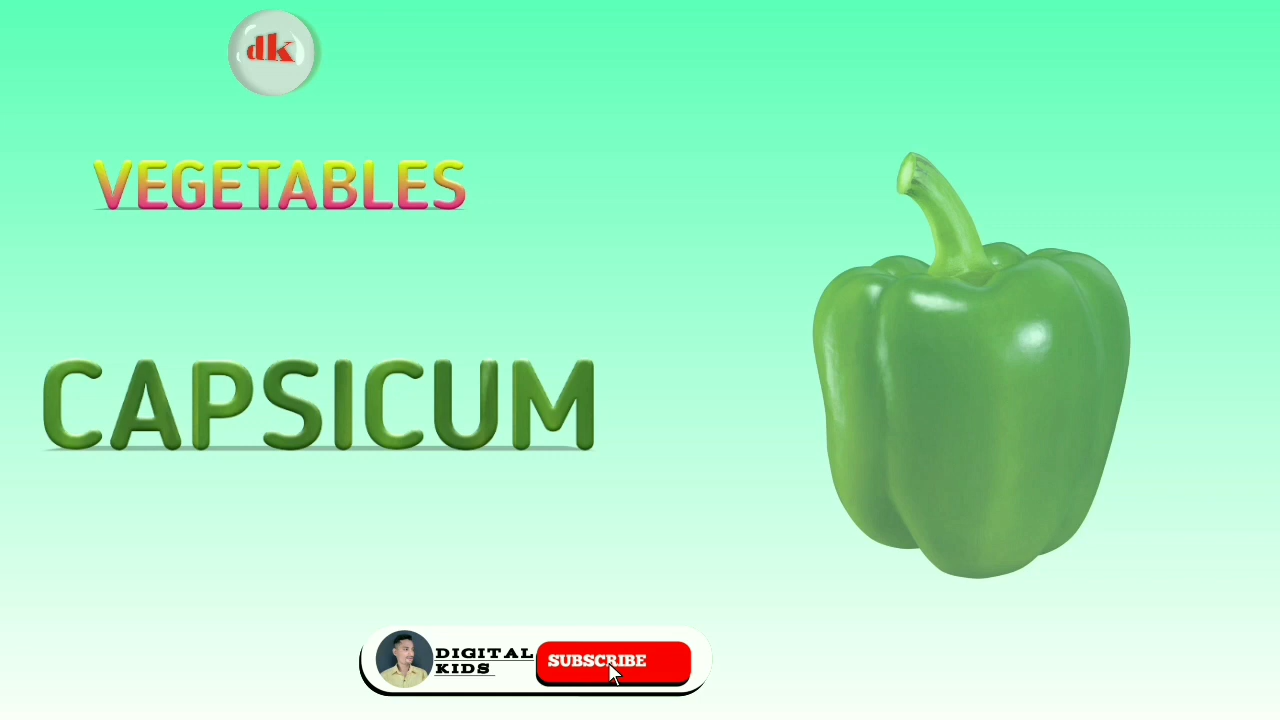 dk
VEGETABLES
CAPSICUM
DIGITAL
KIDS
SUBSCRIBE